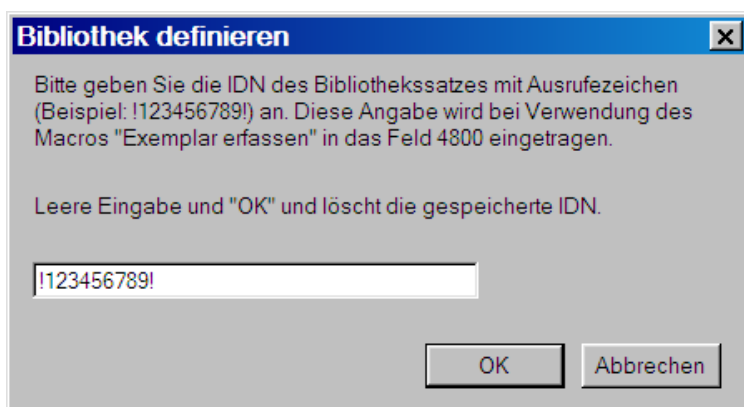 Bibliothek definieren
Bitte geben Sie die IDN des Bibliothekssatzes mit Ausrufezeichen
(Beispiel: !123456789!) an. Diese Angabe wird bei Verwendung des
Macros "Exemplar erfassen" in das Feld 4800 eingetragen.
Leere Eingabe und "OK" und löscht die gespeicherte IDN.
!123456789!
OK Abbrechen